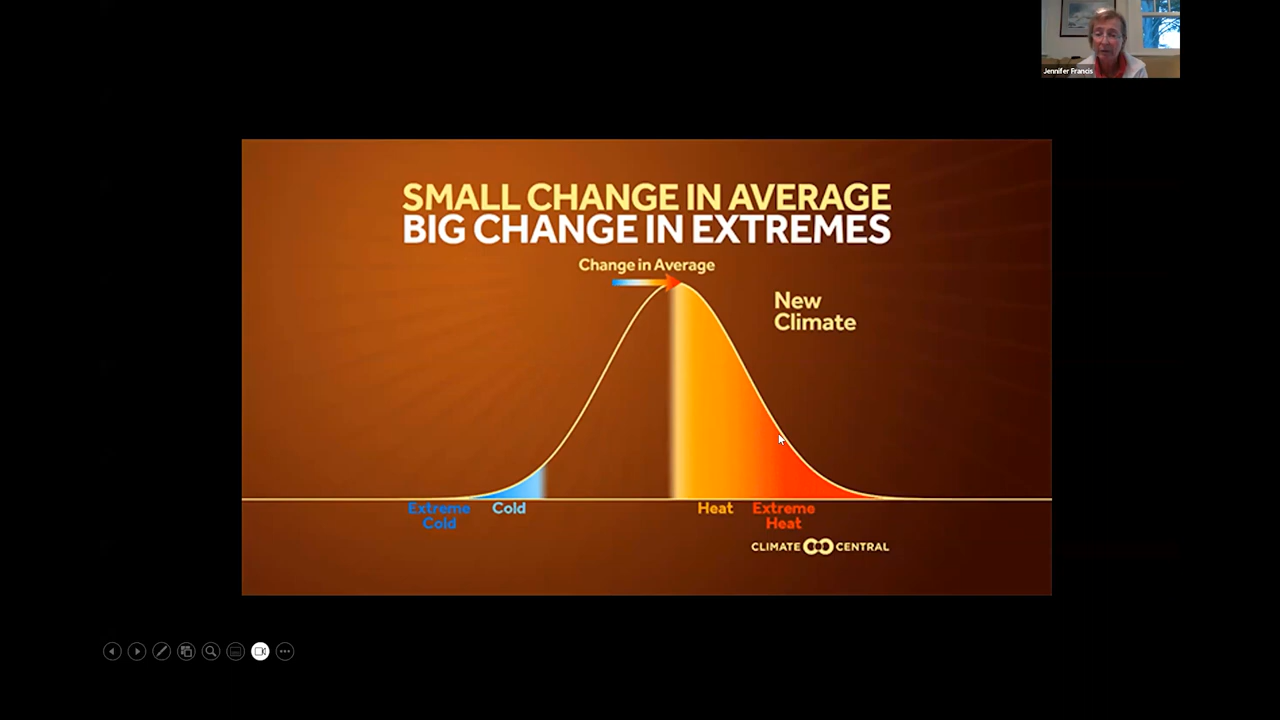 Jennifer Francis
SMALL CHANGE IN AVERAGE
BIG CHANGE IN EXTREMES
Change in Average
New
Climate
Extreme
Cold
Cold
Heat
Extreme
Heat
CLIMATE CENTRAL